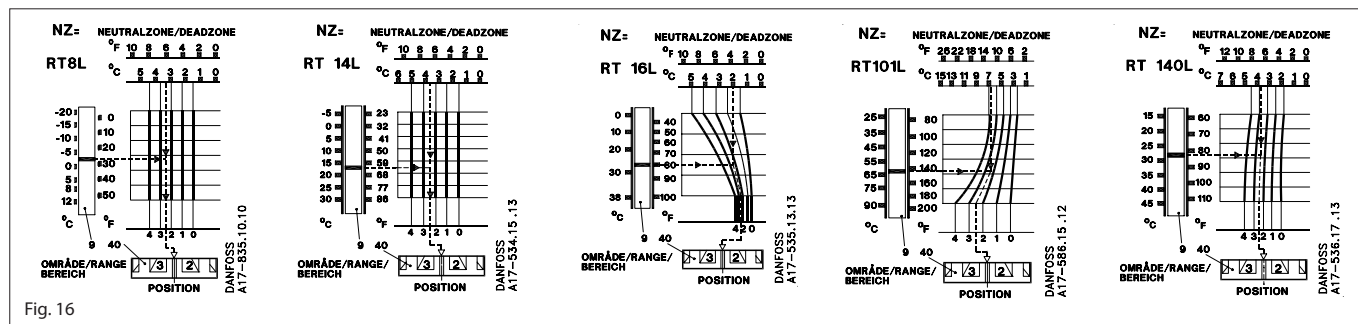 NZ= NEUTRALZONE/DEADZONE
°F 10 8 6 4 2 0
RT8L °C 5 4 3 2 1 0
-20 0
-15 10
-10 20
-5 30
0 40
5 50
8
12
°C °F 4 3 2 1 0
9 40
OMRÅDE/RANGE/
BEREICH
3 2
POSITION
DANFOSS
A17-835.10.10
NZ= NEUTRALZONE/DEADZONE
°F 10 8 6 4 2 0
RT 14L °C 6 5 4 3 2 1 0
-5 23
0 32
5 41
10 50
15 59
20 68
25 77
30 86
°C °F 4 3 2 1 0
9 40
OMRÅDE/RANGE/
BEREICH
3 2
POSITION
DANFOSS
A17-534.15.13
NZ= NEUTRALZONE/DEADZONE
°F 10 8 6 4 2 0
RT 16L °C 5 4 3 2 1 0
0 40
10 50
20 60
30 70
38 80
90
100
°C °F 4 2 0
9 40
OMRÅDE/RANGE/
BEREICH
3 2
POSITION
DANFOSS
A17-535.13.13
NZ= NEUTRALZONE/DEADZONE
°F 26 22 18 14 10 6 2
RT101L °C 15 13 11 9 7 5 3 1
25 80
35 100
45 120
55 140
65 160
75 180
90 200
°C °F 4 3 2 1 0
9 40
OMRÅDE/RANGE/
BEREICH
3 2
POSITION
DANFOSS
A17-586.15.12
NZ= NEUTRALZONE/DEADZONE
°F 12 10 8 6 4 2 0
RT 140L °C 7 6 5 4 3 2 1 0
15 60
20 70
25 80
30 90
35 100
40 110
45
°C °F 4 3 2 1 0
9 40
OMRÅDE/RANGE/
BEREICH
3 2
POSITION
DANFOSS
A17-536.17.13
Fig. 16